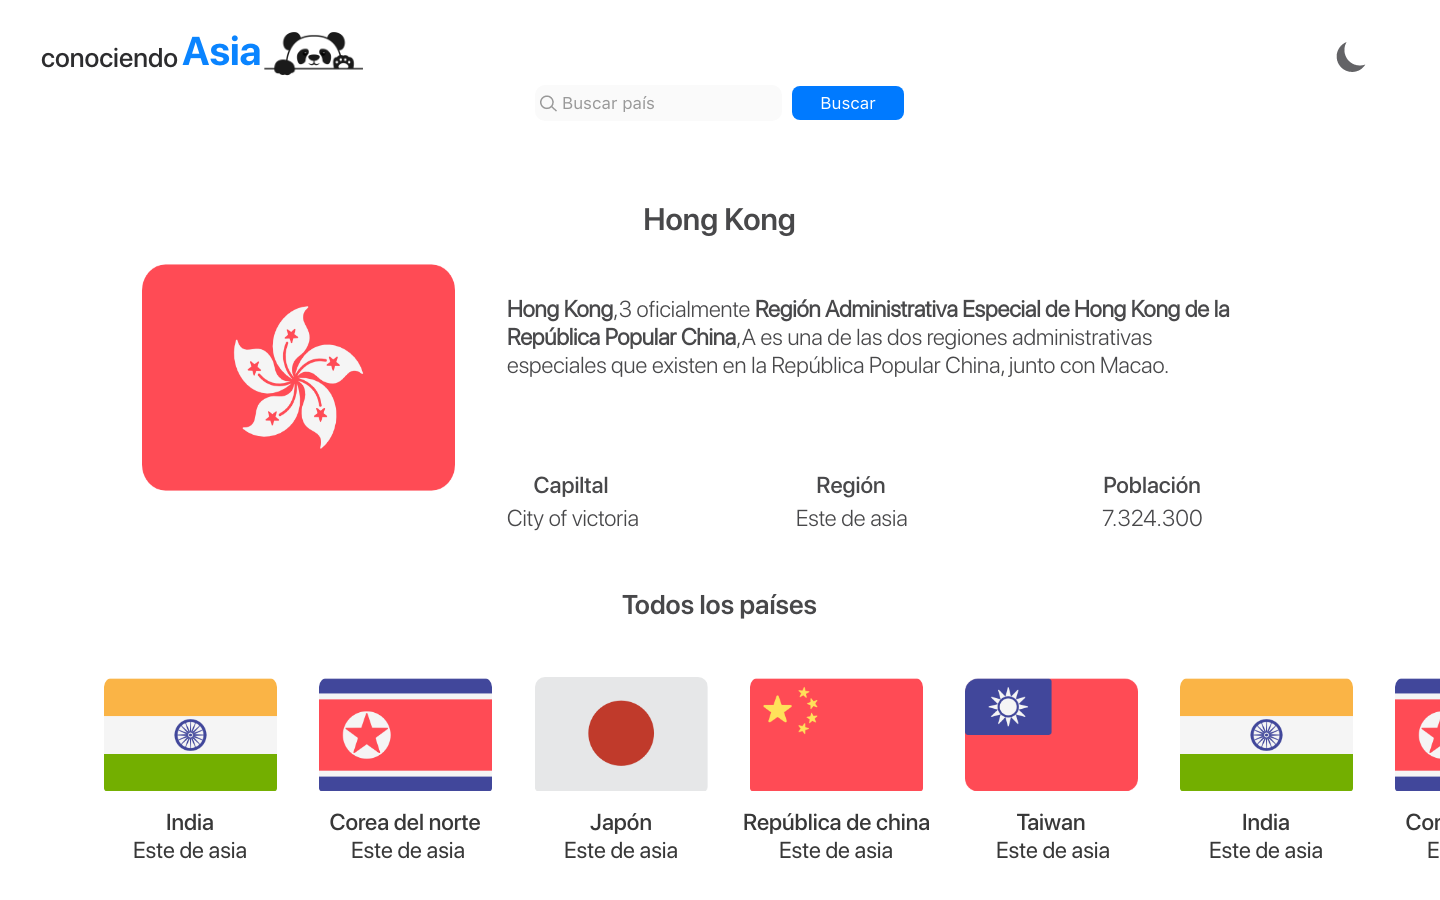 conociendo Asia
Buscar país
Buscar
Hong Kong
Hong Kong,3 oficialmente Región Administrativa Especial de Hong Kong de la
República Popular China,A es una de las dos regiones administrativas
especiales que existen en la República Popular China, junto con Macao.
Capiltal
City of victoria
Región
Este de asia
Población
7.324.300
Todos los países
India
Este de asia
Corea del norte
Este de asia
Japón
Este de asia
República de china
Este de asia
Taiwan
Este de asia
India
Este de asia